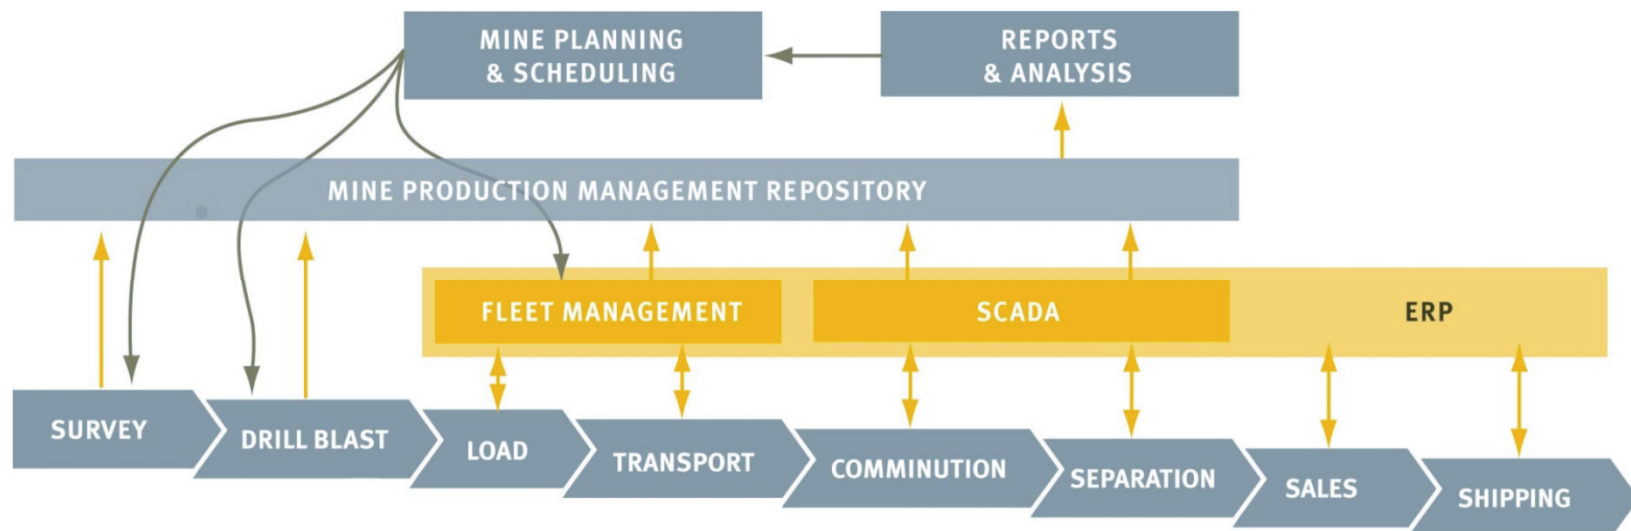 MINE PLANNING
& SCHEDULING
REPORTS
& ANALYSIS
MINE PRODUCTION MANAGEMENT REPOSITORY
FLEET MANAGEMENT
SCADA
ERP
SURVEY
DRILL BLAST
LOAD
TRANSPORT
COMMINUTION
SEPARATION
SALES
SHIPPING